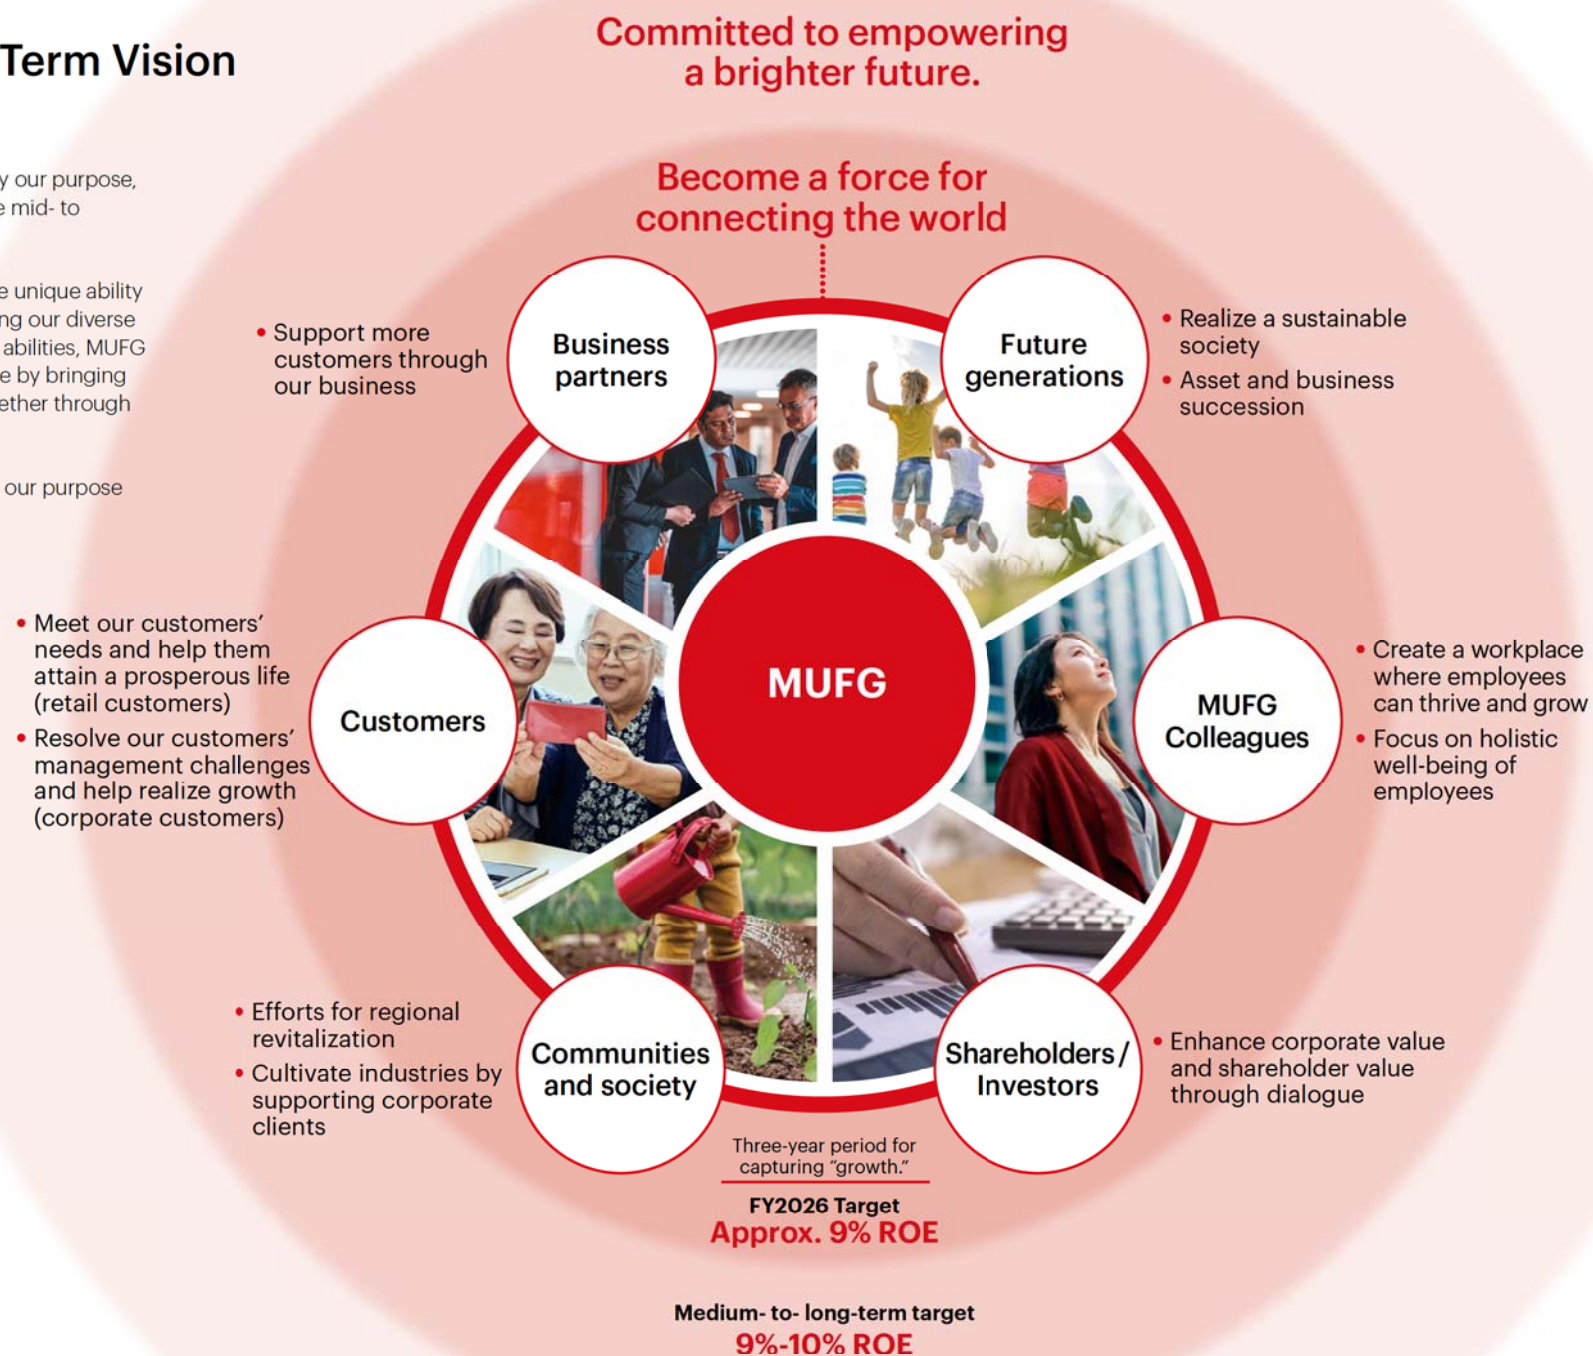 Term Vision
y our purpose,
e mid- to
e unique ability
ng our diverse
abilities, MUFG
e by bringing
ether through
our purpose
Committed to empowering
a brighter future.
Become a force for
connecting the world
Business
partners
• Support more
customers through
our business
Future
generations
• Realize a sustainable
society
• Asset and business
succession
Customers
• Meet our customers’
needs and help them
attain a prosperous life
(retail customers)
• Resolve our customers’
management challenges
and help realize growth
(corporate customers)
MUFG
MUFG
Colleagues
• Create a workplace
where employees
can thrive and grow
• Focus on holistic
well-being of
employees
Communities
and society
• Efforts for regional
revitalization
• Cultivate industries by
supporting corporate
clients
Shareholders/
Investors
• Enhance corporate value
and shareholder value
through dialogue
Three-year period for
capturing “growth.”
FY2026 Target
Approx. 9% ROE
Medium- to- long-term target
9%-10% ROE